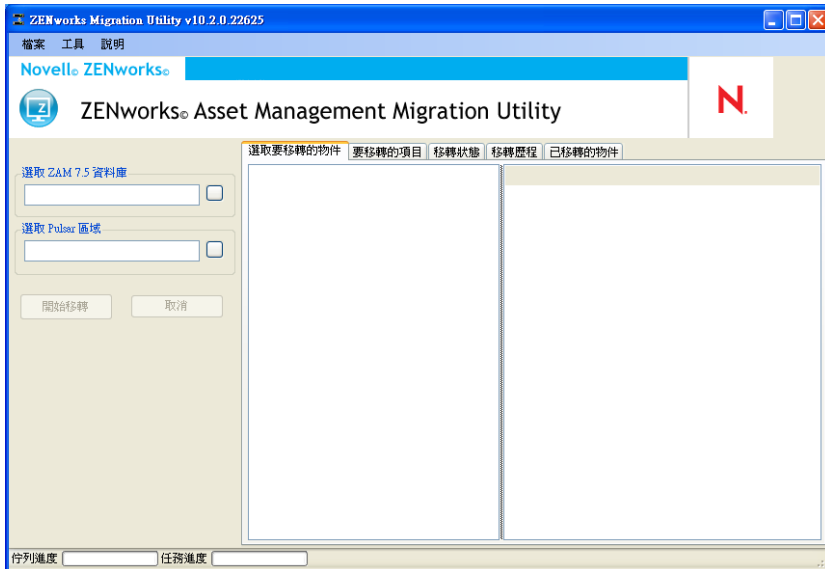 ZENworks Migration Utility v10.2.0.22625
檔案 工具 說明
Novell© ZENworks©
ZENworks© Asset Management Migration Utility
N.
選取要移轉的物件 要移轉的項目 移轉狀態 移轉歷程 已移轉的物件
選取 ZAM 7.5 資料庫
選取 Pulsar 區域
開始移轉 取消
佇列進度 任務進度